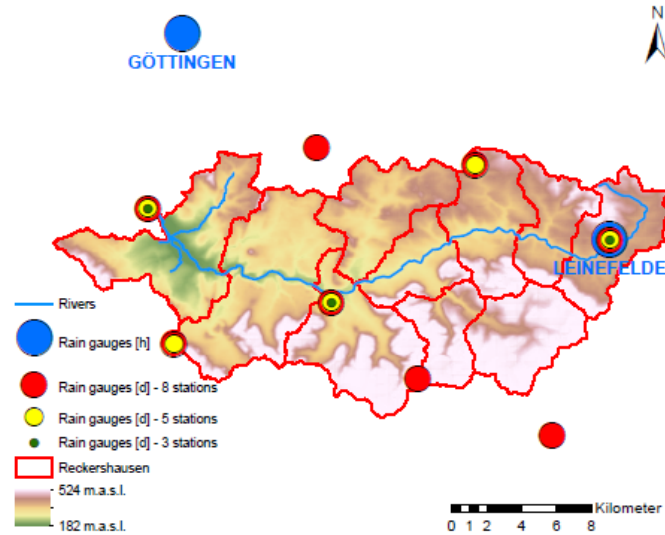 N
GÖTTINGEN
LEINEFELDE
Rivers
Rain gauges [h]
Rain gauges [d] - 8 stations
Rain gauges [d] - 5 stations
Rain gauges [d] - 3 stations
Reckershausen
524 m.a.s.l.
182 m.a.s.l.
Kilometer
0 1 2 4 6 8